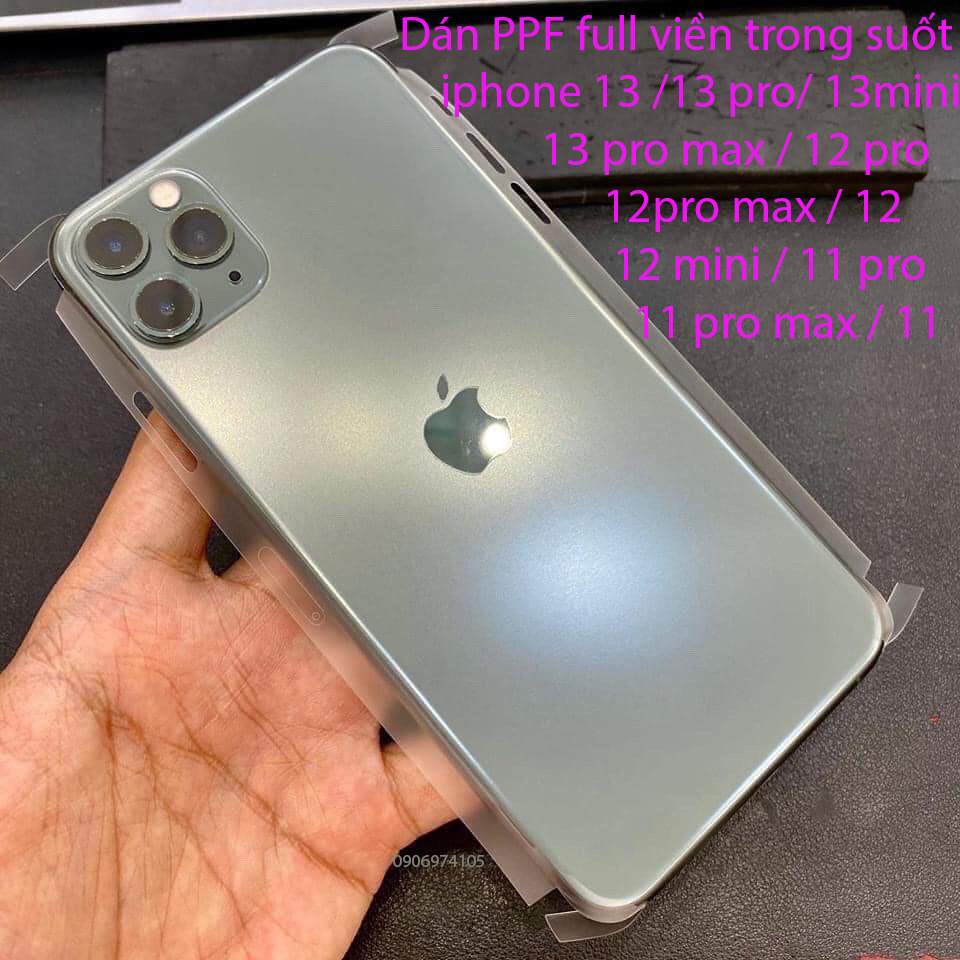 Dán PPF full viền trong suốt
iphone 13 /13 pro/ 13mini
13 pro max / 12 pro
12pro max / 12
12 mini / 11 pro
11 pro max / 11
0906974105